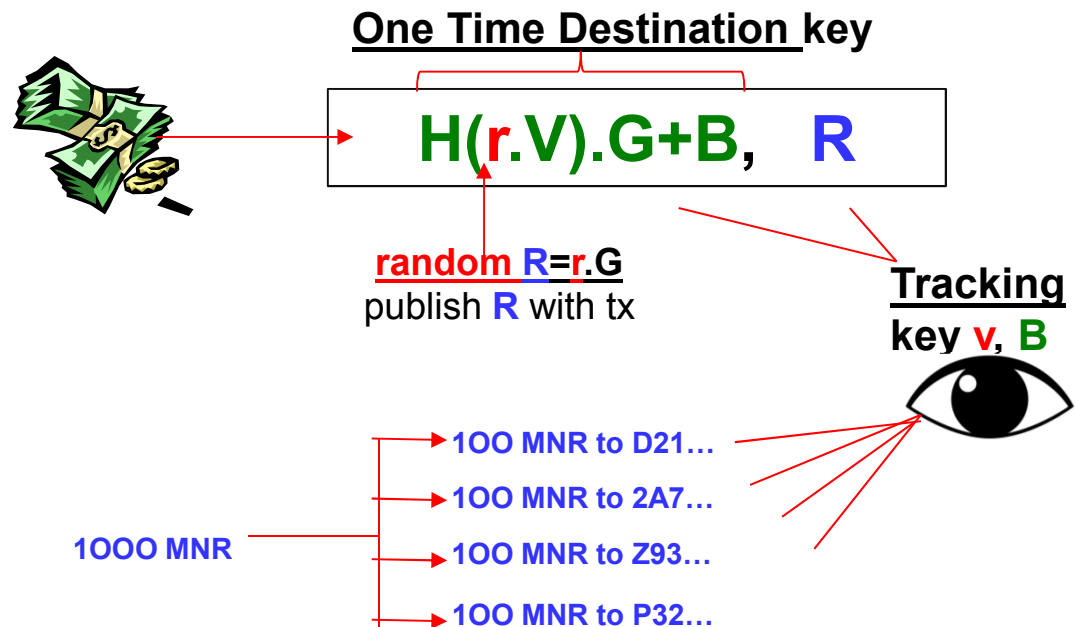 One Time Destination key
H(r.V).G+B, R
random R=r.G
publish R with tx
Tracking
key v, B
1OOO MNR
1OO MNR to D21…
1OO MNR to 2A7…
1OO MNR to Z93…
1OO MNR to P32…